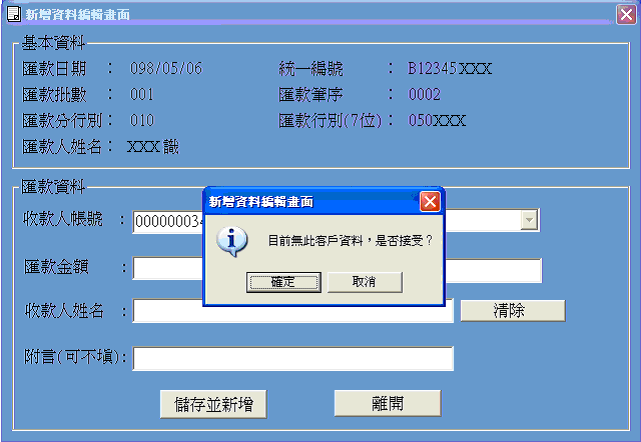 新增資料編輯畫面
基本資料
匯款日期 : 098/05/06 統一編號 : B12345XXX
匯款批數 : 001 匯款筆序 : 0002
匯款分行別 : 010 匯款行別(7位) : 050XXX
匯款人姓名 : XXX識
匯款資料
收款人帳號 : 0000000
新增資料編輯畫面
目前無此客戶資料，是否接受？
確定 取消
匯款金額 :
收款人姓名 : 清除
附言(可不填):
儲存並新增 離開